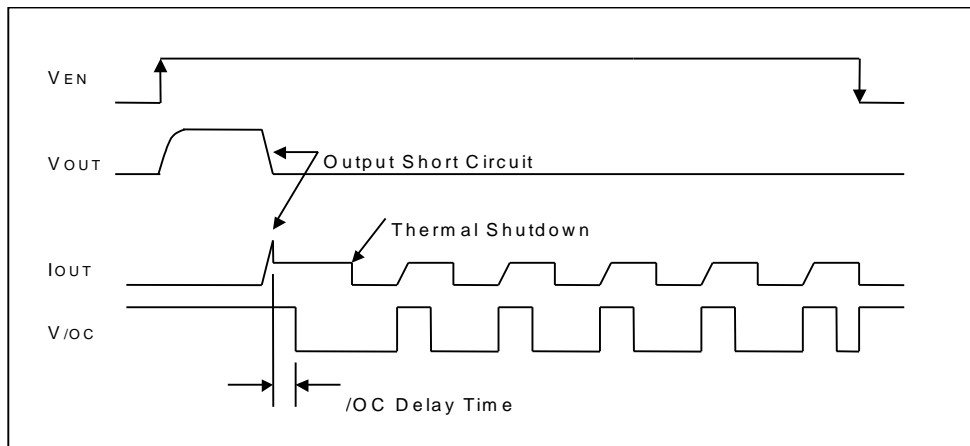 VEN
VOUT
Output Short Circuit
Thermal Shutdown
IOUT
V/OC
/OC Delay Time